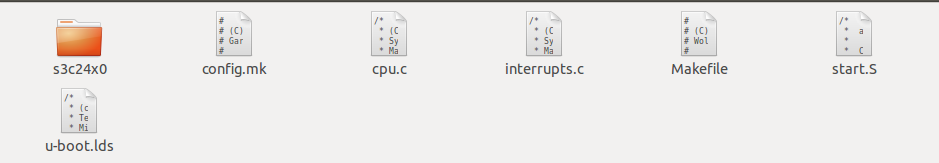 #
# (C)
# Gar
#
/*
* (C
* Sy
* Ma
/*
* (C
* Sy
* Ma
#
# (C)
# Wol
#
/*
* a
*
* C
s3c24x0
config.mk
cpu.c
interrupts.c
Makefile
start.S
/*
* (c
* Te
* Mi
u-boot.lds